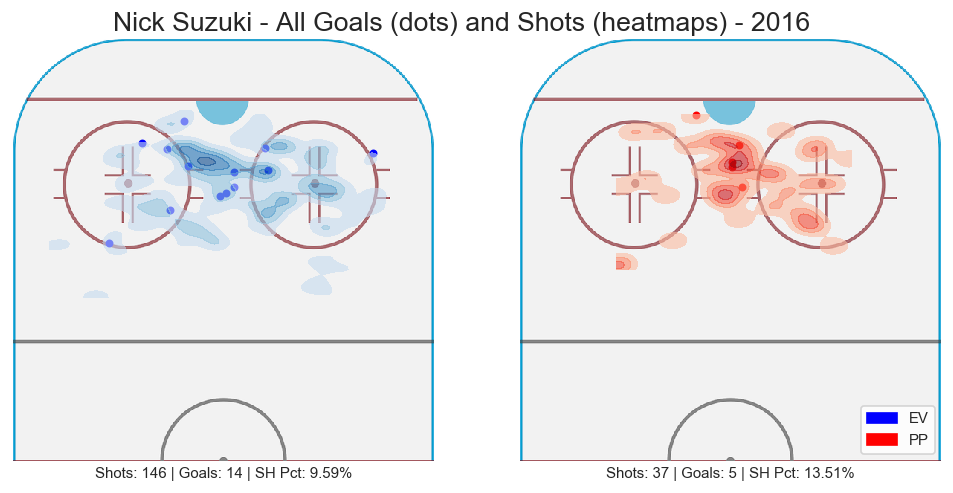 Nick Suzuki - All Goals (dots) and Shots (heatmaps) - 2016
EV
PP
Shots: 146 | Goals: 14 | SH Pct: 9.59%
Shots: 37 | Goals: 5 | SH Pct: 13.51%